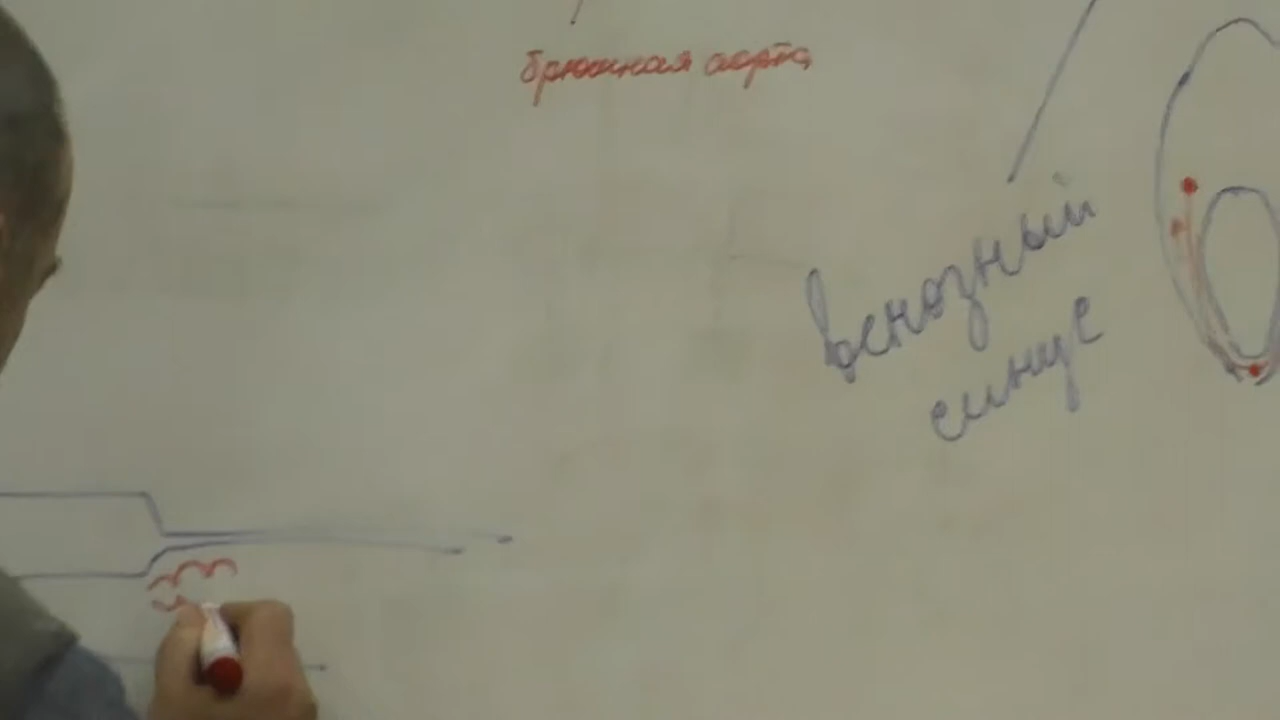 брюшная аорта
венозный
синус